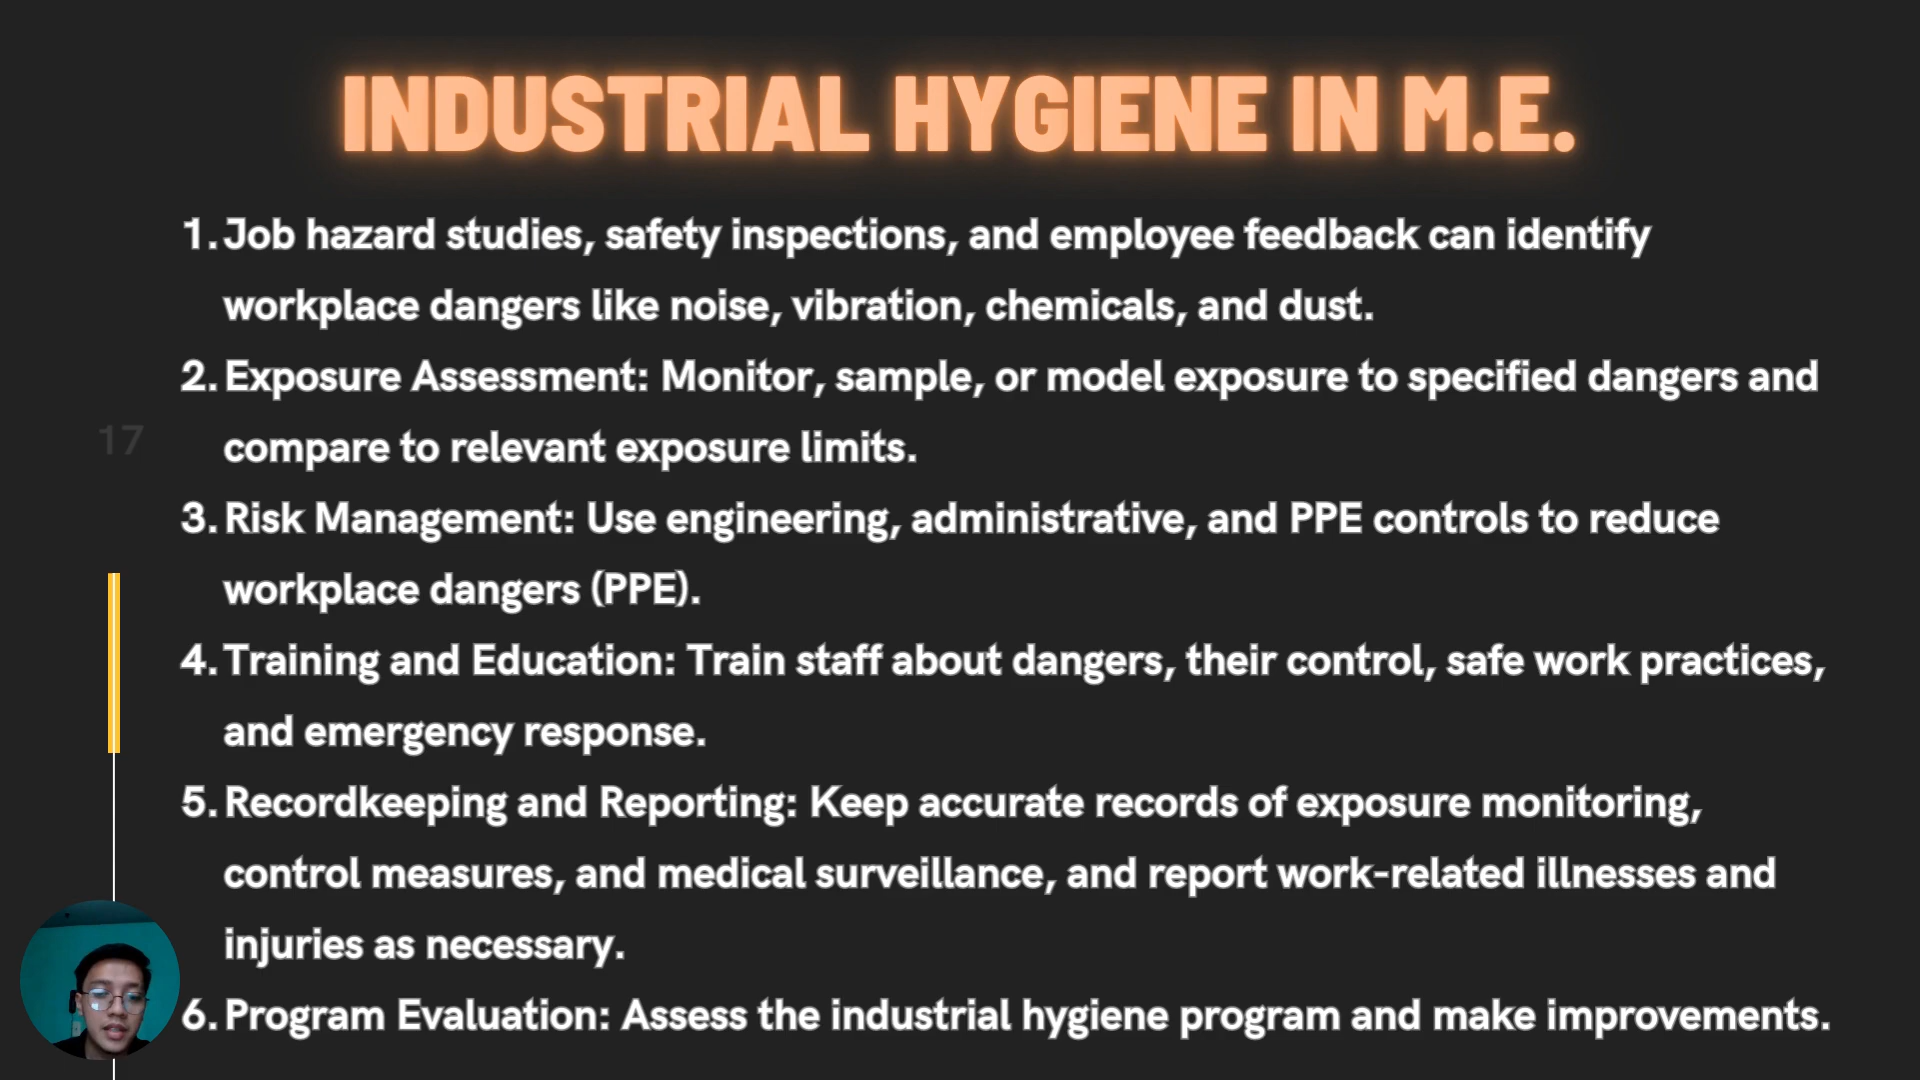 INDUSTRIAL HYGIENE IN M.E.
1. Job hazard studies, safety inspections, and employee feedback can identify
workplace dangers like noise, vibration, chemicals, and dust.
2. Exposure Assessment: Monitor, sample, or model exposure to specified dangers and
compare to relevant exposure limits.
17
3. Risk Management: Use engineering, administrative, and PPE controls to reduce
workplace dangers (PPE).
4. Training and Education: Train staff about dangers, their control, safe work practices,
and emergency response.
5. Recordkeeping and Reporting: Keep accurate records of exposure monitoring,
control measures, and medical surveillance, and report work-related illnesses and
injuries as necessary.
6. Program Evaluation: Assess the industrial hygiene program and make improvements.